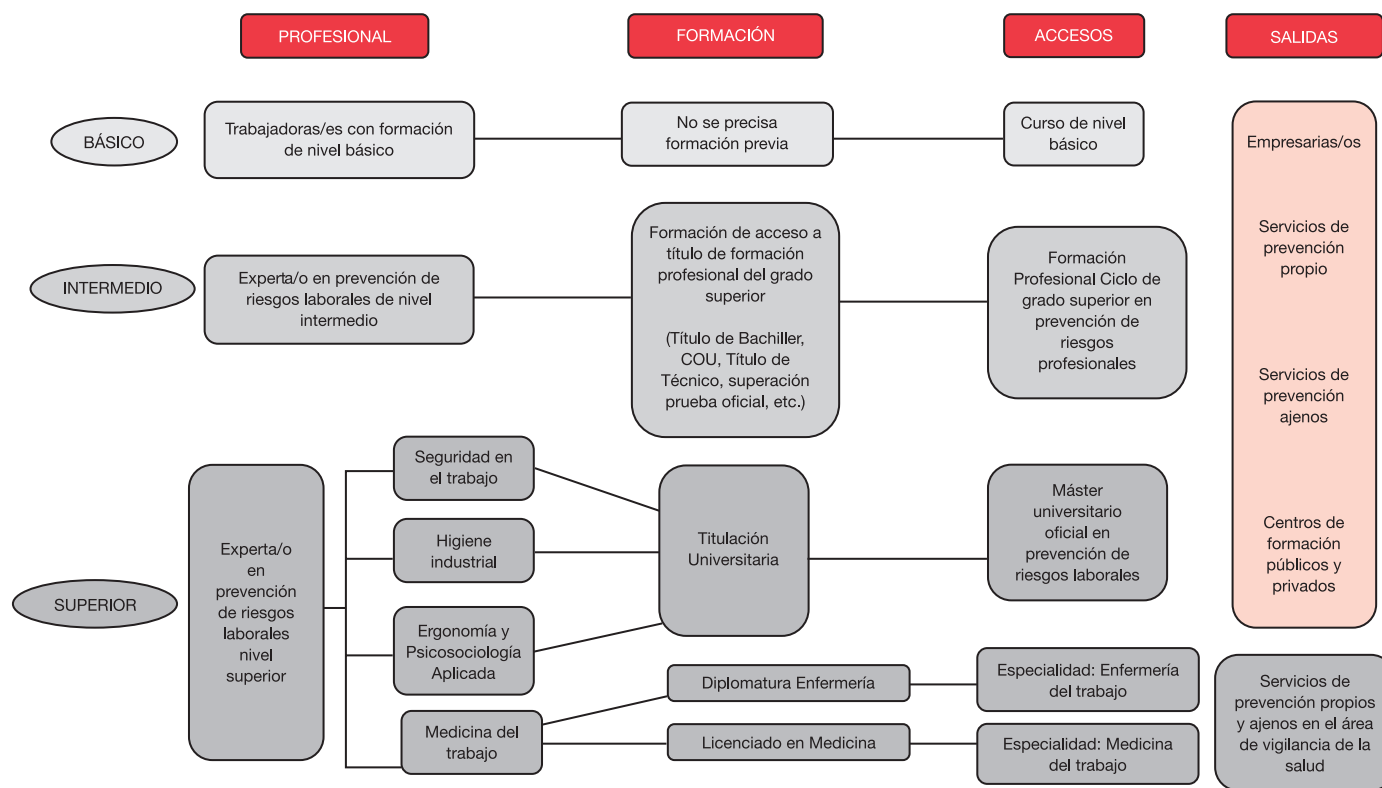 PROFESIONAL
FORMACIÓN
ACCESOS
SALIDAS
BÁSICO
Trabajadoras/es con formación
de nivel básico
No se precisa
formación previa
Curso de nivel
básico
INTERMEDIO
Experta/o en prevención de
riesgos laborales de nivel
intermedio
Formación de acceso a
título de formación
profesional del grado
superior
(Título de Bachiller,
COU, Título de
Técnico, superación
prueba oficial, etc.)
Formación
Profesional Ciclo de
grado superior en
prevención de
riesgos
profesionales
SUPERIOR
Experta/o
en
prevención
de riesgos
laborales
nivel
superior
Seguridad en
el trabajo
Higiene
industrial
Ergonomía y
Psicosociología
Aplicada
Medicina del
trabajo
Titulación
Universitaria
Máster
universitario
oficial en
prevención de
riesgos laborales
Diplomatura Enfermería
Especialidad: Enfermería
del trabajo
Licenciado en Medicina
Especialidad: Medicina
del trabajo
Empresarias/os
Servicios de
prevención
propio
Servicios de
prevención
ajenos
Centros de
formación
públicos y
privados
Servicios de
prevención propios
y ajenos en el área
de vigilancia de la
salud